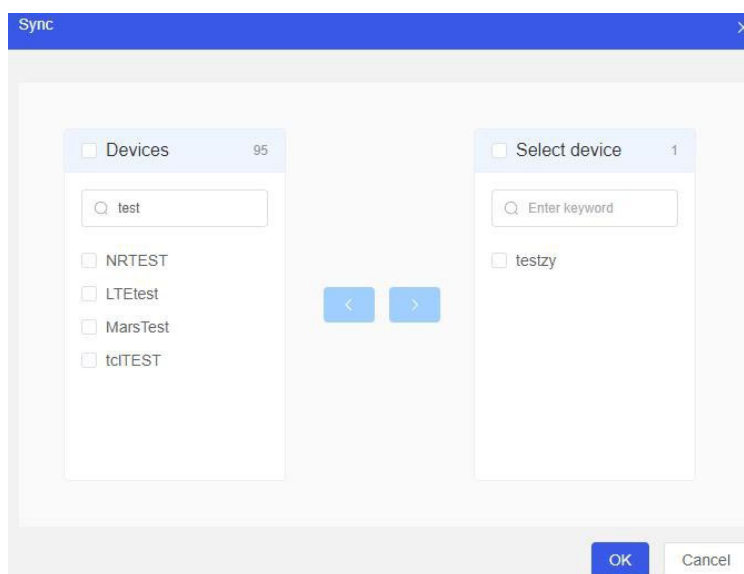 Sync
Devices 95
test
NRTEST
LTEtest
MarsTest
tclTEST
Select device 1
Enter keyword
testzy
OK
Cancel